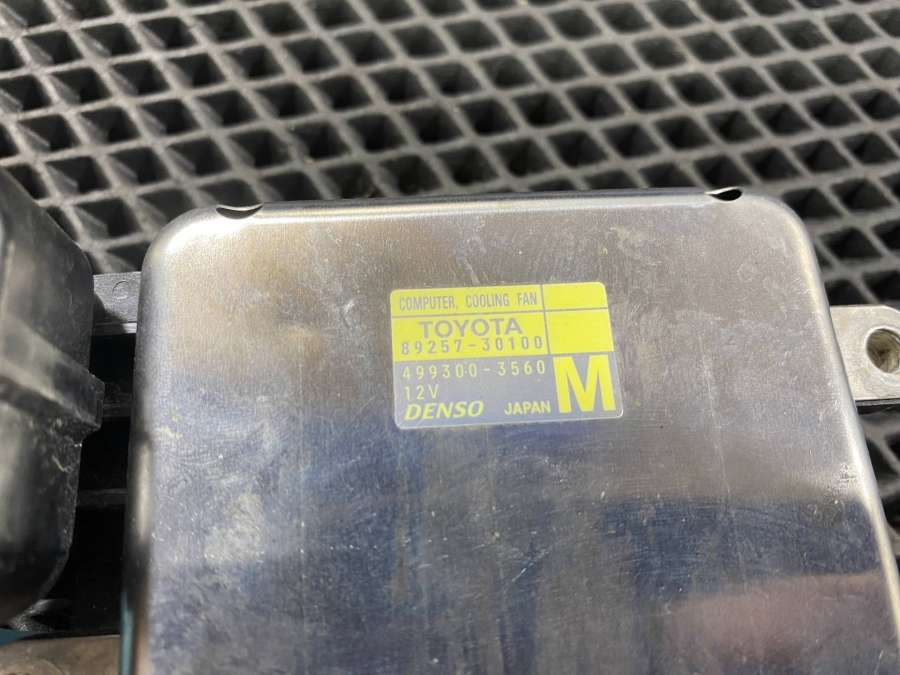 COMPUTER, COOLING FAN
TOYOTA
89257-30100
499300-3560
12V
DENSO JAPAN M